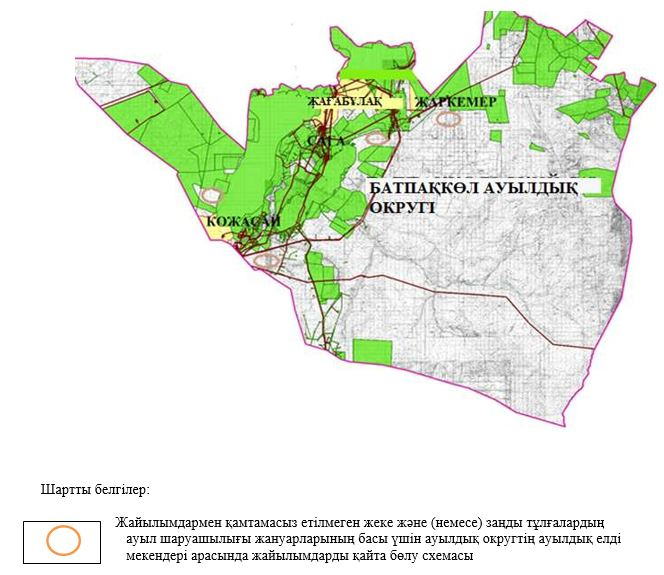 ЖАҒАБҰЛАҚ ЖАРКЕМЕР
САҒА
БАТПАҚКӨЛ АУЫЛДЫҚ
ОКРУГІ
КОЖАСАЙ
Шартты белгілер:
Жайылымдармен қамтамасыз етілмеген жеке және (немесе) заңды тұлғалардың
ауыл шаруашылығы жануарларының басы үшін ауылдық округтің ауылдық елді
мекендері арасында жайылымдарды қайта бөлу схемасы